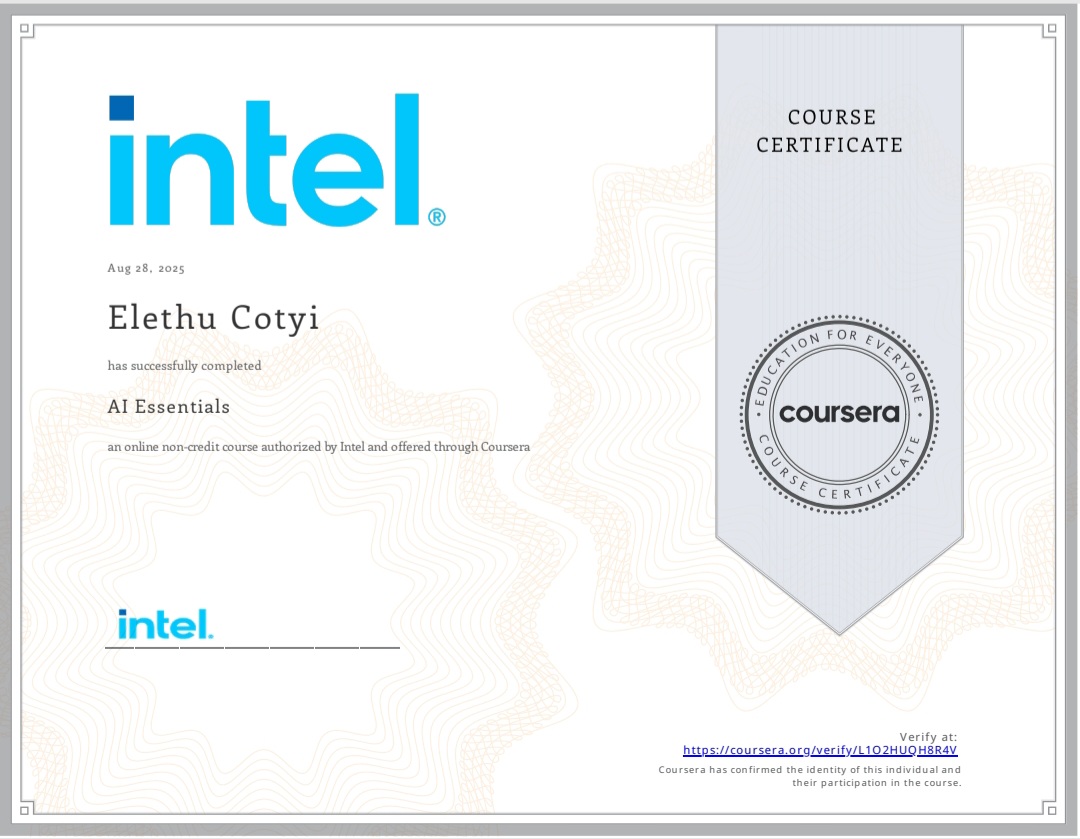 intel®
COURSE
CERTIFICATE
Aug 28, 2025
Elethu Cotyi
has successfully completed
AI Essentials
an online non-credit course authorized by Intel and offered through Coursera
EDUCATION FOR EVERYONE
coursera
COURSE CERTIFICATE
intel.
Verify at:
https://coursera.org/verify/L1O2HUQH8R4V
Coursera has confirmed the identity of this individual and
their participation in the course.